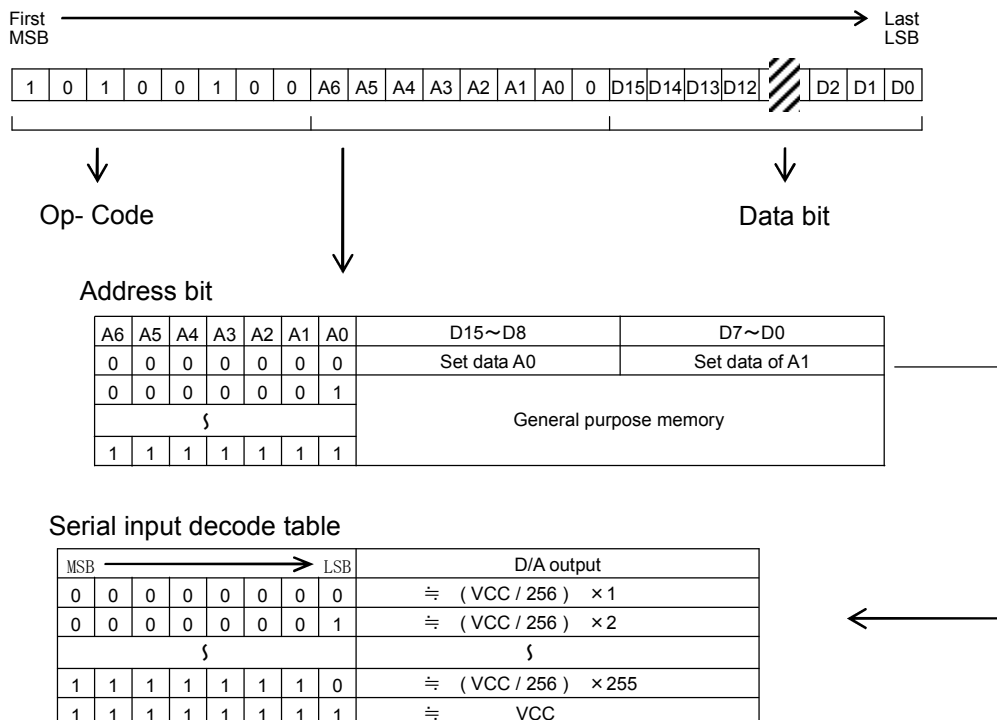 First Last
MSB LSB
1 0 1 0 0 1 0 0 A6 A5 A4 A3 A2 A1 A0 0 D15 D14 D13 D12 D2 D1 D0
Op- Code Data bit
Address bit
A6 A5 A4 A3 A2 A1 A0 D15～D8 D7～D0
0 0 0 0 0 0 0 Set data A0 Set data of A1
0 0 0 0 0 0 1
General purpose memory
1 1 1 1 1 1 1
Serial input decode table
MSB LSB D/A output
0 0 0 0 0 0 0 0 ≒ ( VCC / 256 ) ×1
0 0 0 0 0 0 0 1 ≒ ( VCC / 256 ) ×2
1 1 1 1 1 1 1 0 ≒ ( VCC / 256 ) ×255
1 1 1 1 1 1 1 1 ≒ VCC